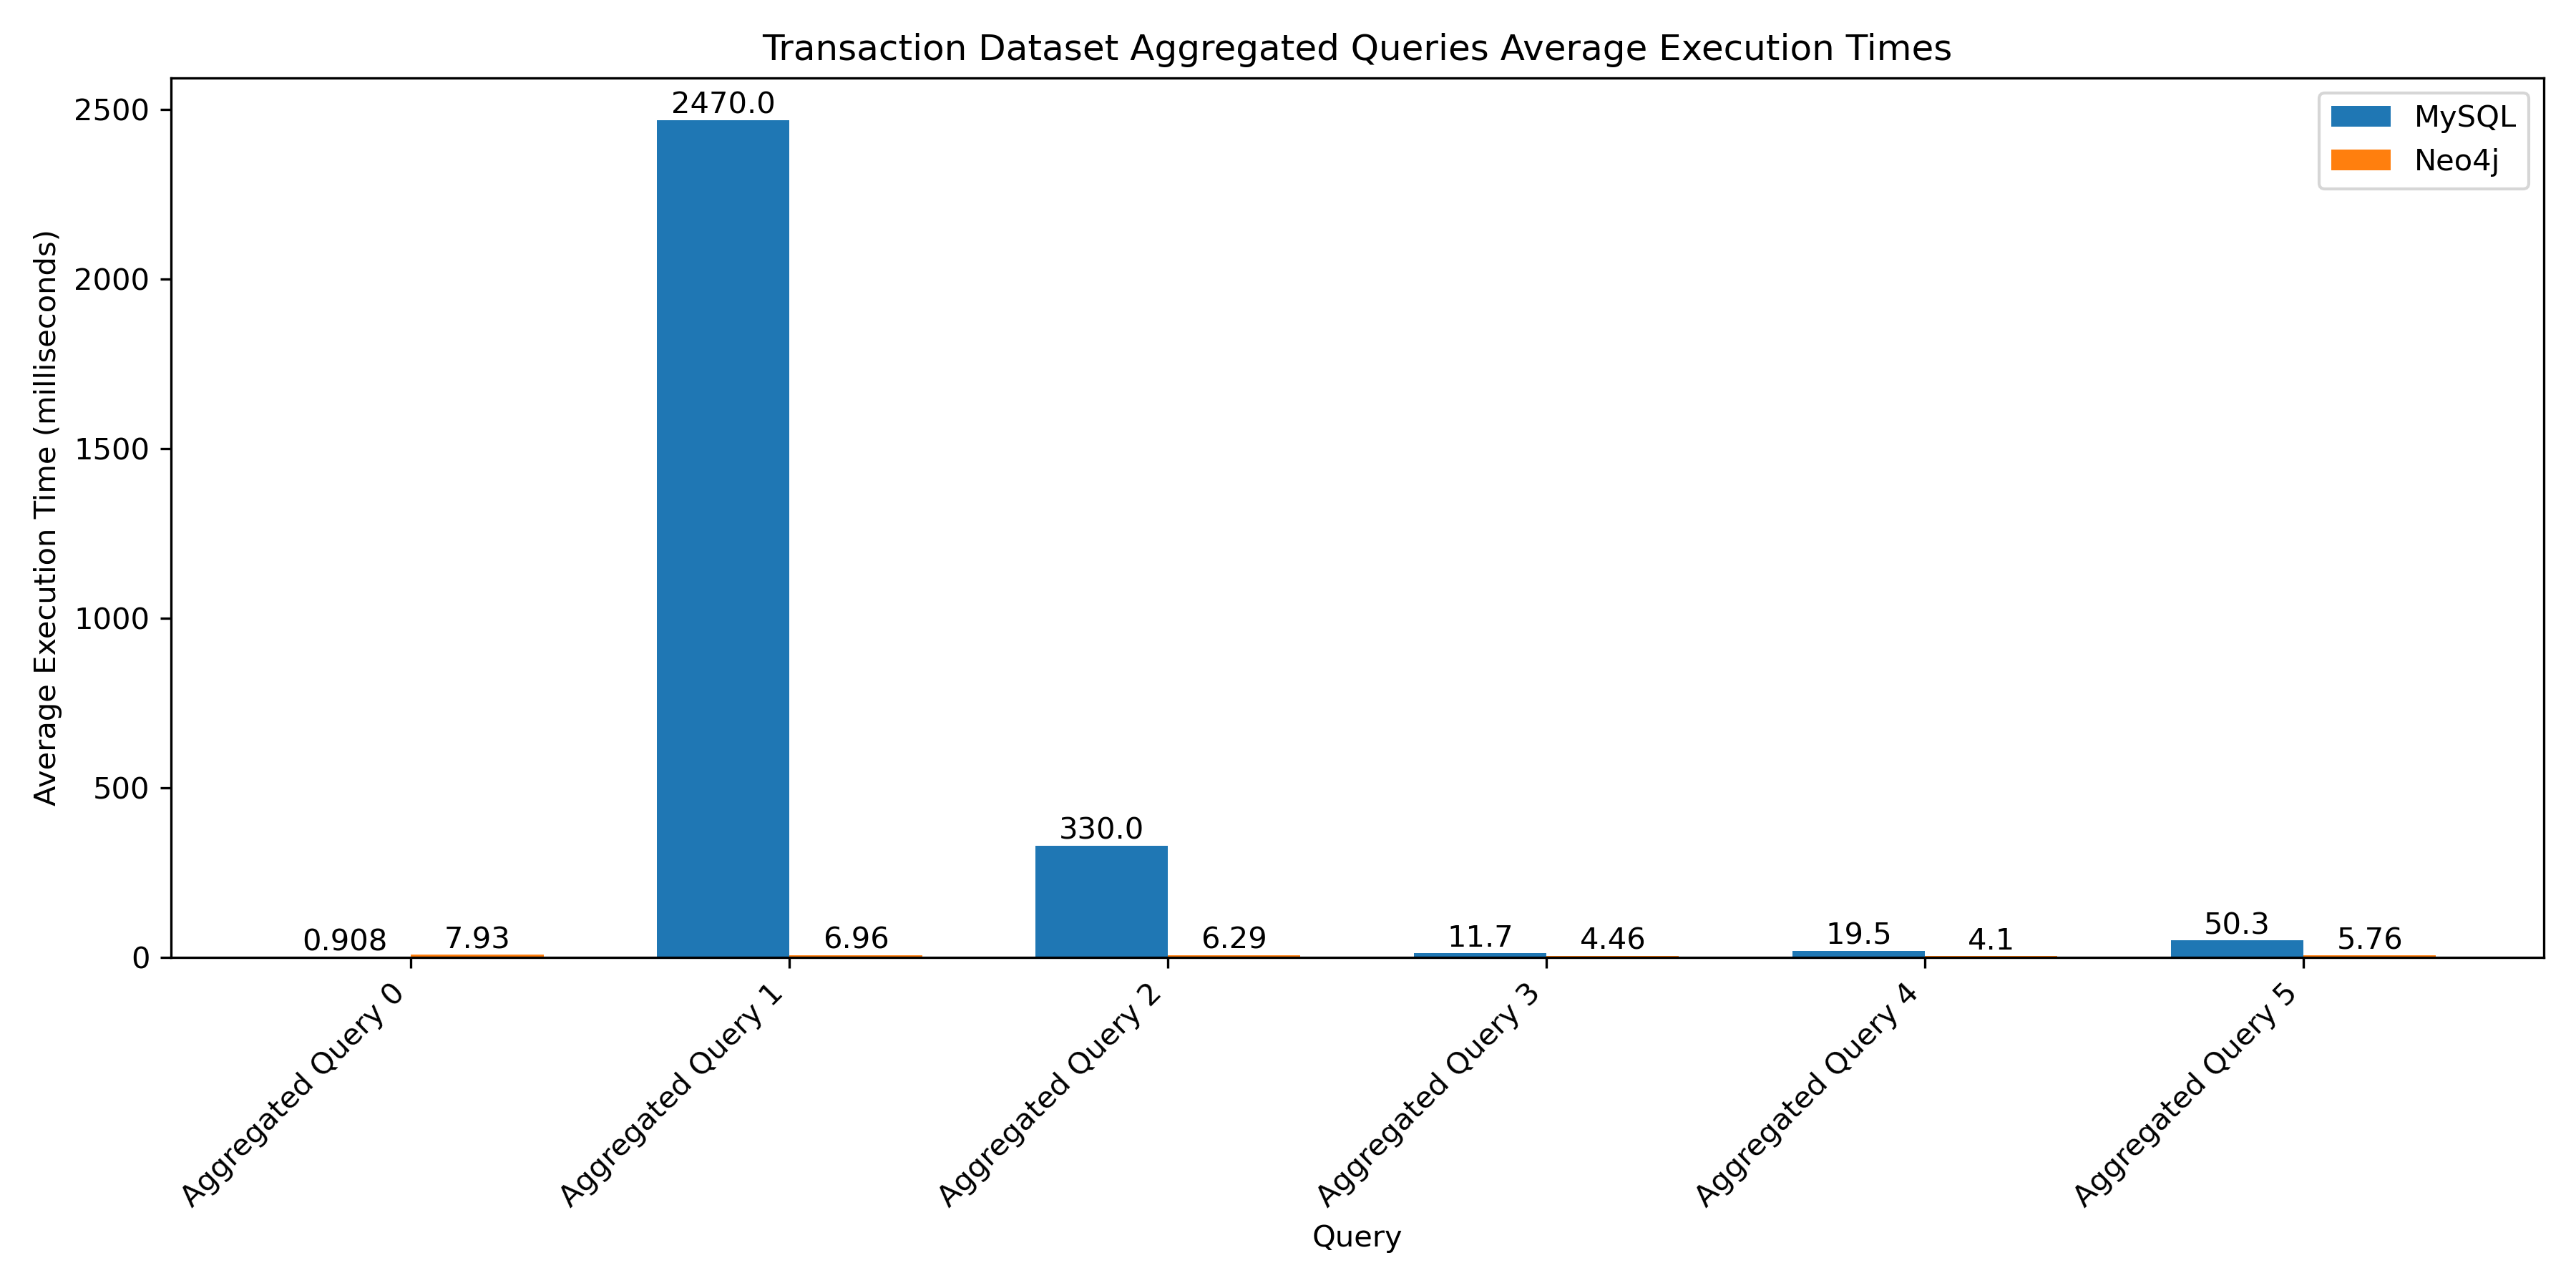 Transaction Dataset Aggregated Queries Average Execution Times
Average Execution Time (milliseconds)
2500
2000
1500
1000
500
0
MySQL
Neo4j
0.908
7.93
2470.0
6.96
330.0
6.29
11.7
4.46
19.5
4.1
50.3
5.76
Aggregated Query 0
Aggregated Query 1
Aggregated Query 2
Aggregated Query 3
Aggregated Query 4
Aggregated Query 5
Query